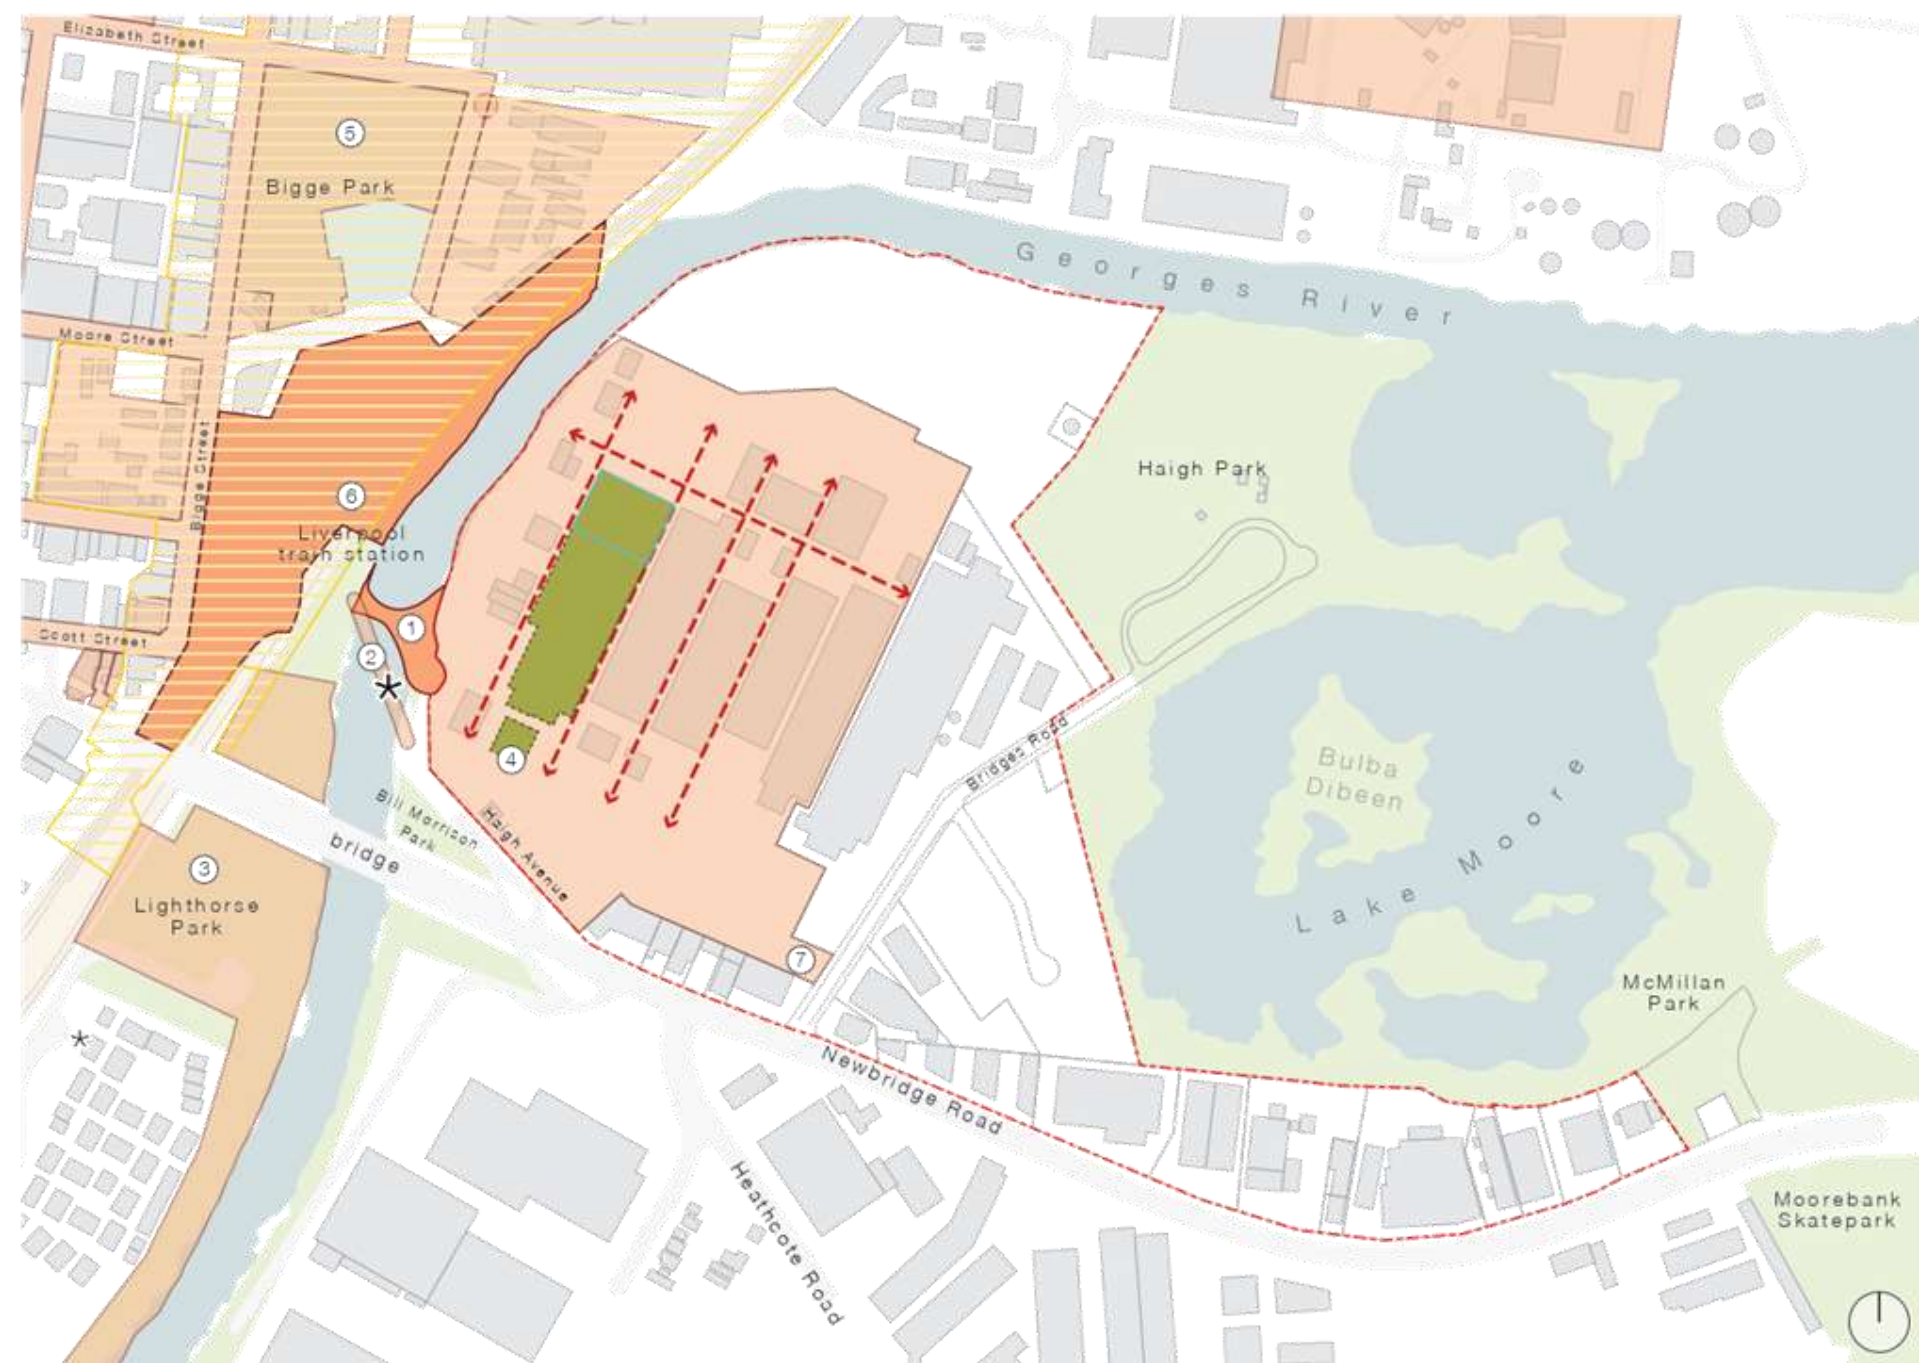 Elizabeth Street
5
Bigge Park
Georges River
Moore Street
Bigge Street
Haigh Park
6
Liverpool
train station
1
2
Scott Street
4
Bridges Road
Bulba
Dibeen
Lake Moore
Bill Morrison
Park
Haigh Avenue
bridge
3
Lighthorse
Park
7
McMillan
Park
Newbridge Road
Heathcote Road
Moorebank
Skatepark